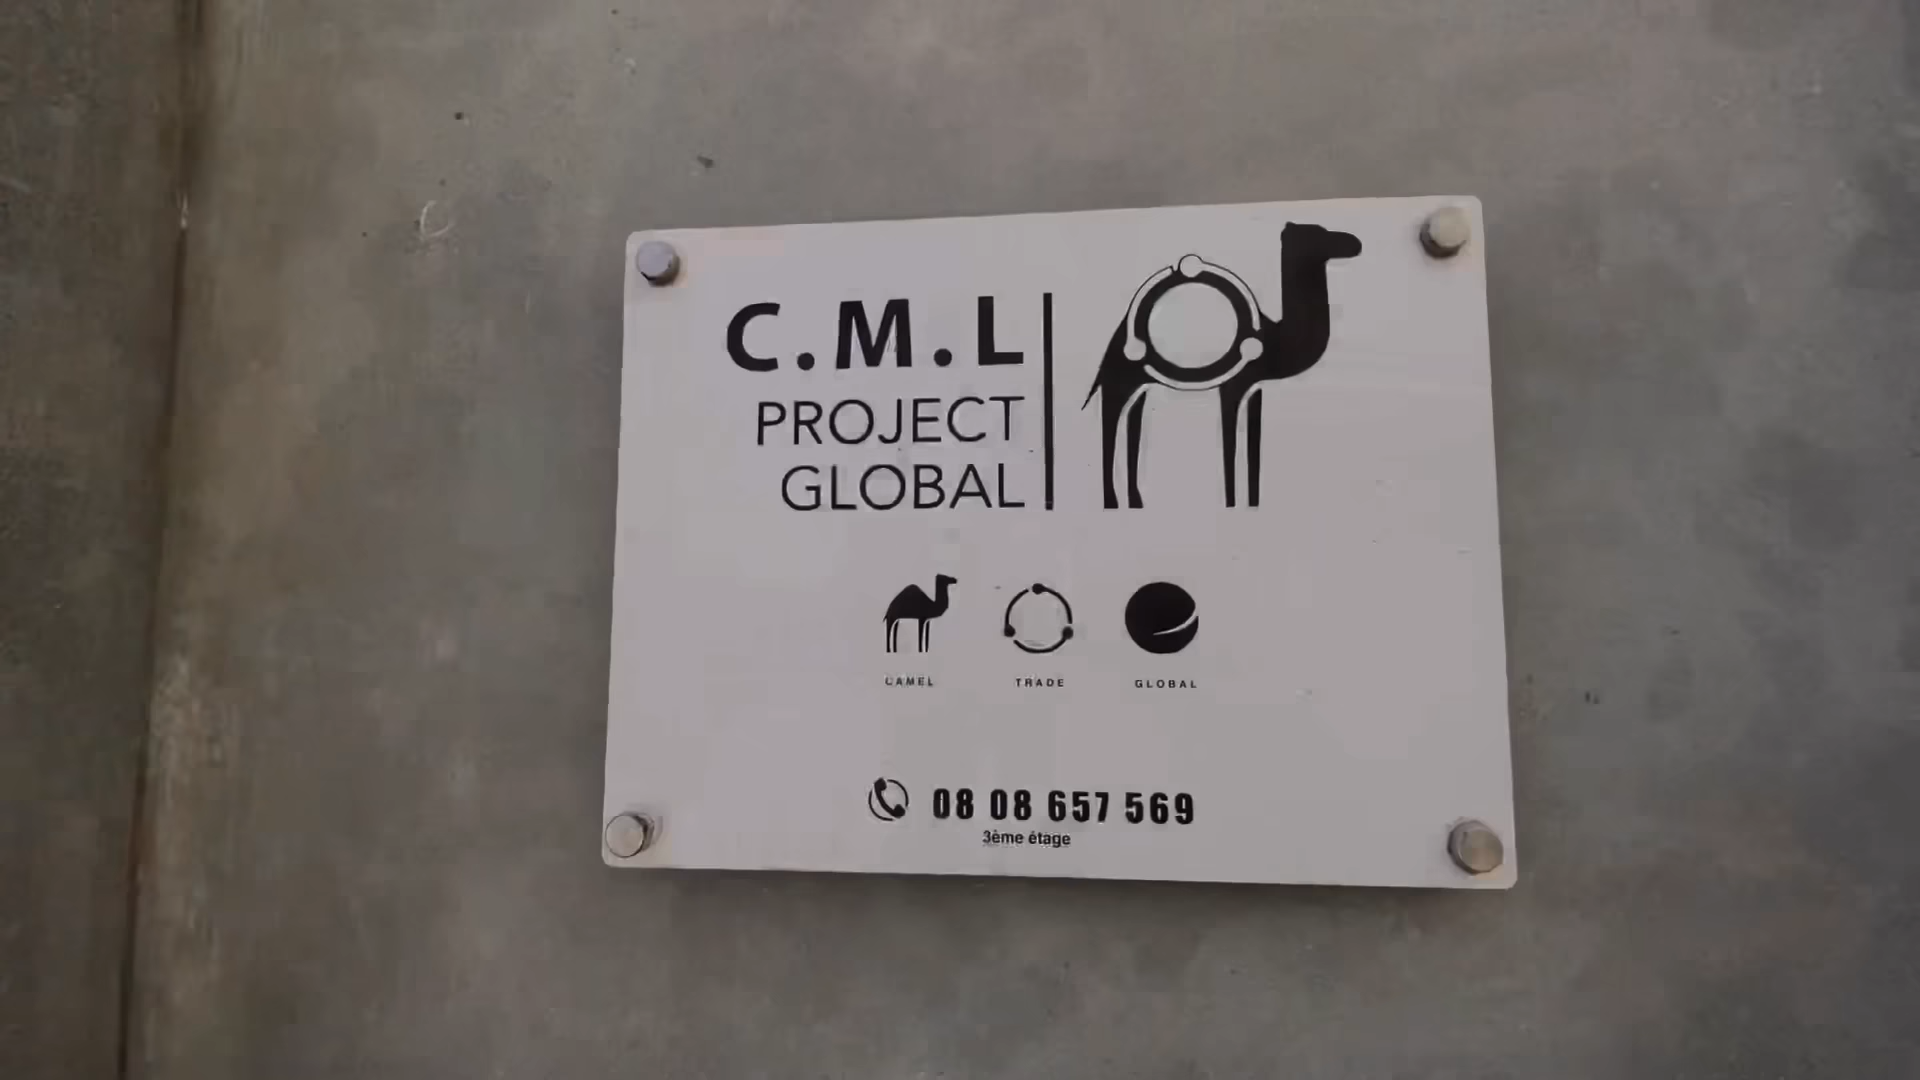 C.M.L
PROJECT
GLOBAL
CAMEL TRADE GLOBAL
08 08 657 569
3ème étage